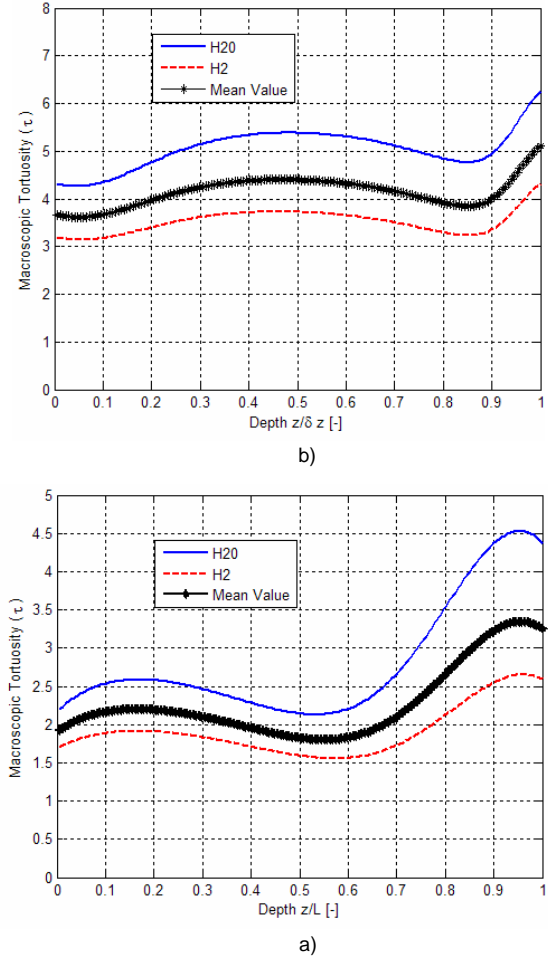 8
7
6
5
4
3
2
1
0
Macroscopic Tortuosity (τ)
H20
H2
Mean Value
0 0.1 0.2 0.3 0.4 0.5 0.6 0.7 0.8 0.9 1
Depth z/δ z [-]
b)
5
4.5
4
3.5
3
2.5
2
1.5
1
0.5
0
Macroscopic Tortuosity (τ)
H20
H2
Mean Value
0 0.1 0.2 0.3 0.4 0.5 0.6 0.7 0.8 0.9 1
Depth z/L [-]
a)